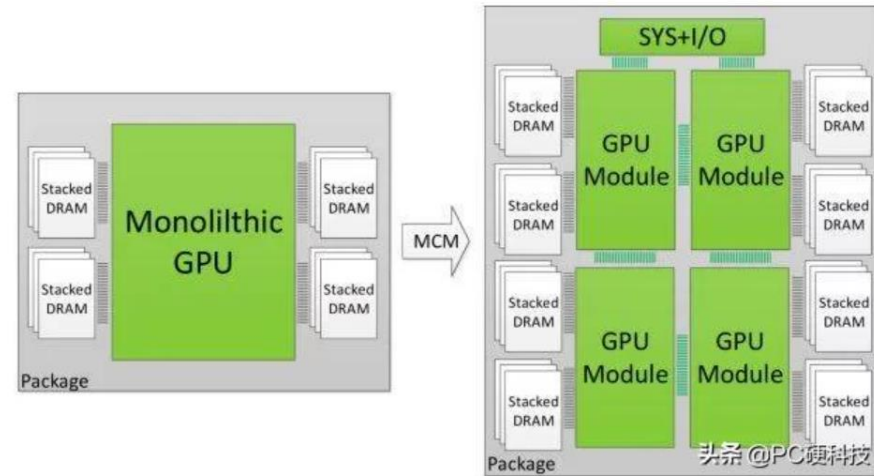 Monolilthic
GPU
Stacked
DRAM
Stacked
DRAM
Stacked
DRAM
Stacked
DRAM
Package
MCM
SYS+I/O
GPU
Module
GPU
Module
GPU
Module
GPU
Module
Stacked
DRAM
Stacked
DRAM
Stacked
DRAM
Stacked
DRAM
Stacked
DRAM
Stacked
DRAM
Stacked
DRAM
Stacked
DRAM
Package
头条 @PC硬科技